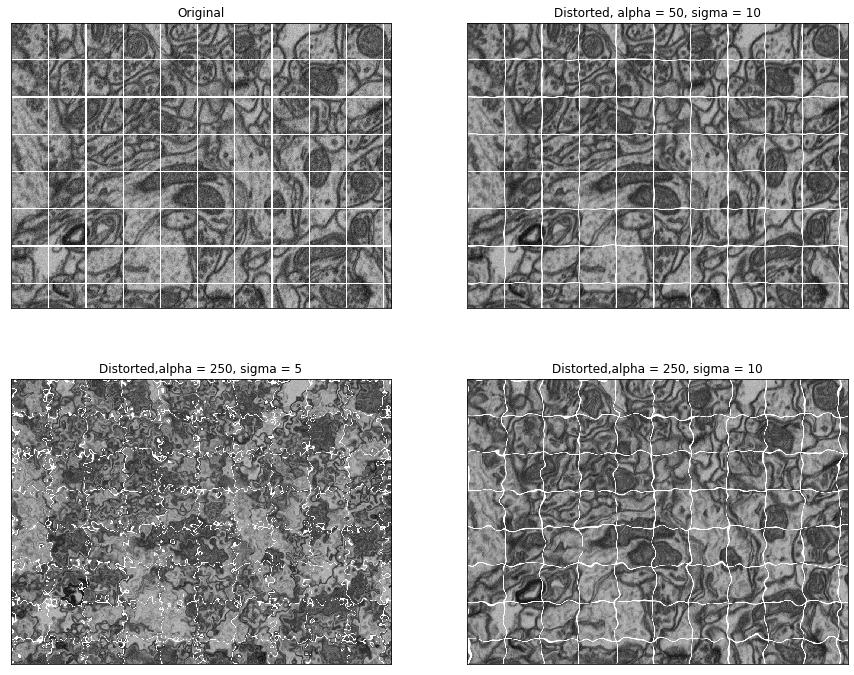 Original
Distorted, alpha = 50, sigma = 10
Distorted,alpha = 250, sigma = 5
Distorted,alpha = 250, sigma = 10